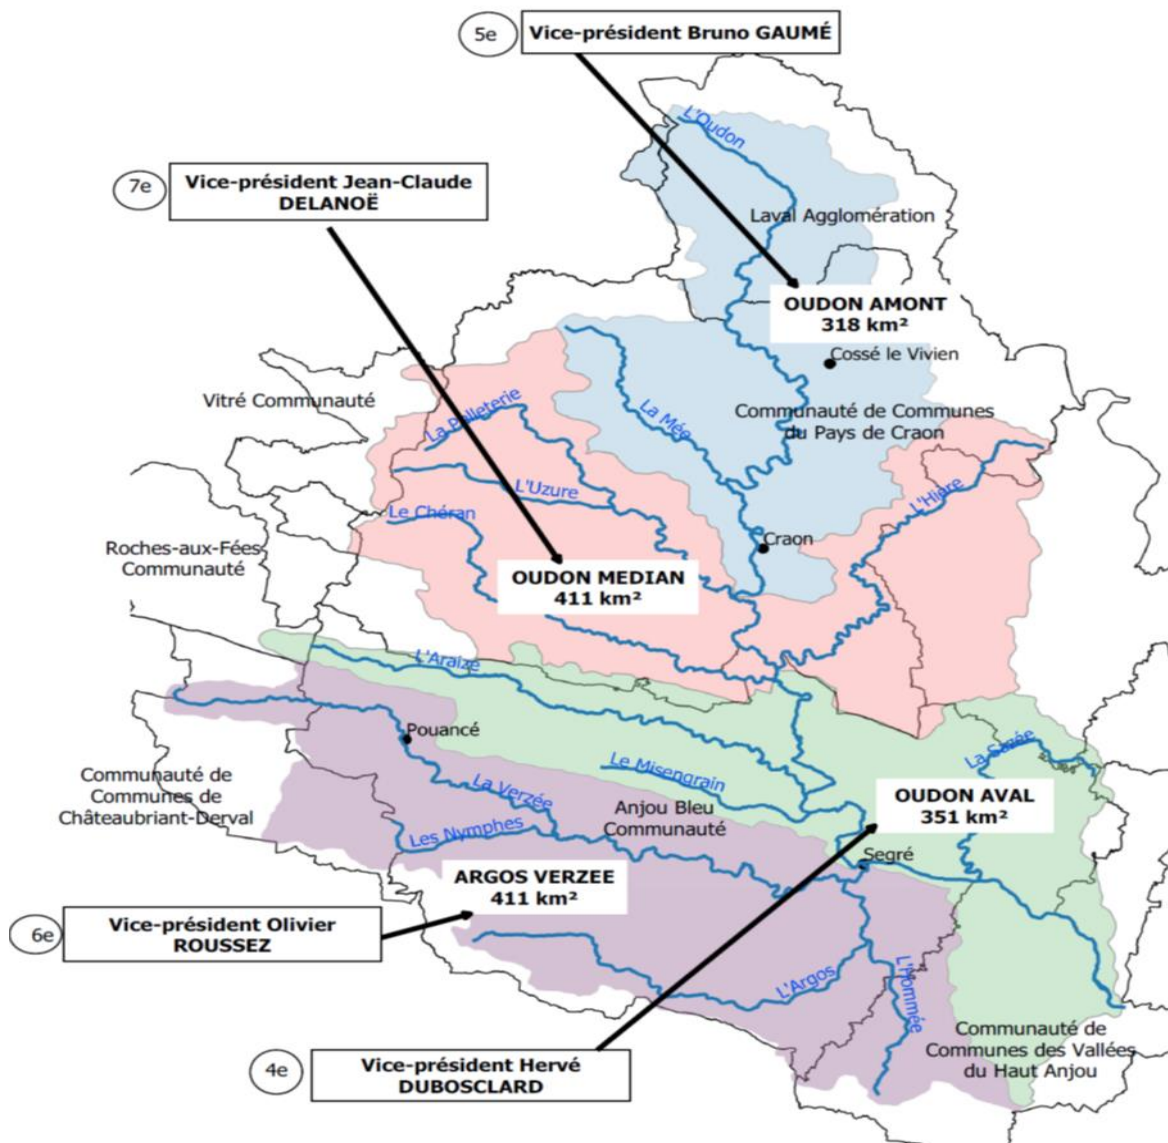 5e
Vice-président Bruno GAUMÉ
L'Oudon
7e
Vice-président Jean-Claude
DELANOË
Laval Agglomération
OUDON AMONT
318 km²
Cossé le Vivien
Vitré Communauté
La Pelleterie
La Mée
Communauté de Communes
du Pays de Craon
L'Uzure
L'Hière
Le Chéran
Roches-aux-Fées
Communauté
Craon
OUDON MEDIAN
411 km²
L'Araize
Pouancé
La Sazée
Le Misengrain
Communauté de
Communes de
Châteaubriant-Derval
La Verzée
Anjou Bleu
Communauté
OUDON AVAL
351 km²
Les Nymphes
Segré
ARGOS VERZEE
411 km²
6e
Vice-président Olivier
ROUSSEZ
L'Argos
L'Hommée
Communauté de
Communes des Vallées
du Haut Anjou
4e
Vice-président Hervé
DUBOSCLARD